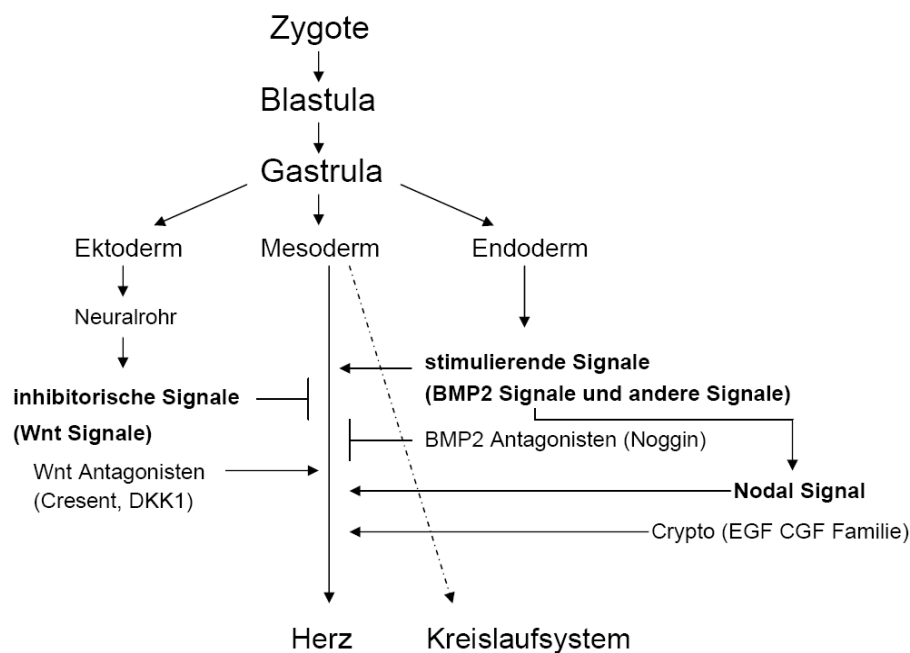 Zygote
Blastula
Gastrula
Ektoderm
Mesoderm
Endoderm
Neuralrohr
stimulierende Signale
(BMP2 Signale und andere Signale)
inhibitorische Signale
(Wnt Signale)
BMP2 Antagonisten (Noggin)
Wnt Antagonisten
(Cresent, DKK1)
Nodal Signal
Crypto (EGF CGF Familie)
Herz
Kreislaufsystem